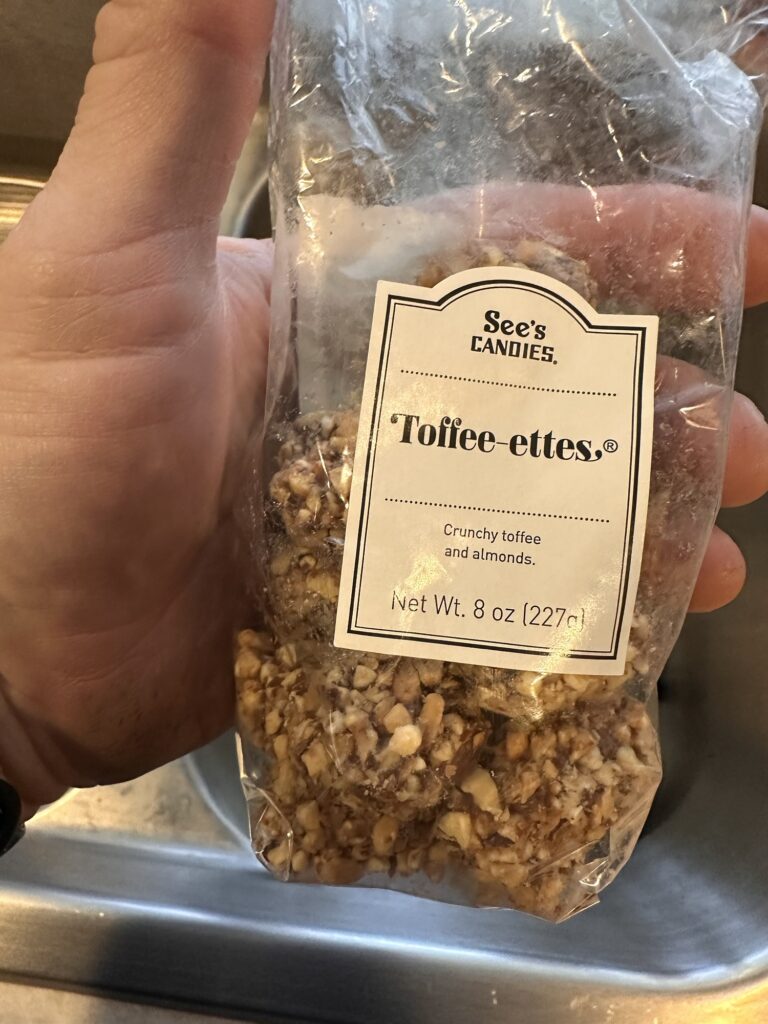 See's
CANDIES®
Toffee-ettes®
Crunchy toffee
and almonds.
Net Wt. 8 oz (227g)